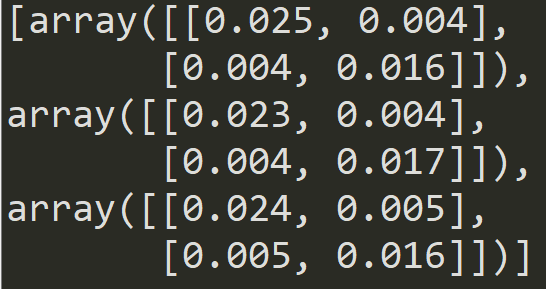 [array([[0.025, 0.004],
[0.004, 0.016]]),
array([[0.023, 0.004],
[0.004, 0.017]]),
array([[0.024, 0.005],
[0.005, 0.016]])]